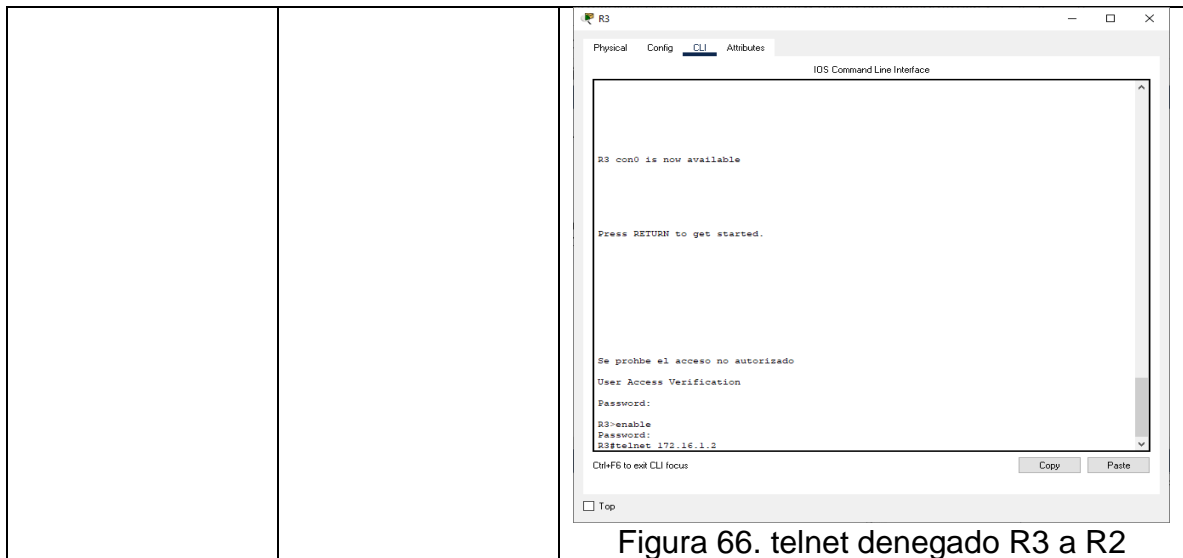 R3
Physical Config CLI Attributes
IOS Command Line Interface
R3 con0 is now available
Press RETURN to get started.
Se prohbe el acceso no autorizado
User Access Verification
Password:
R3>enable
Password:
R3#telnet 172.16.1.2
Ctrl+F6 to exit CLI focus
Copy Paste
Top
Figura 66. telnet denegado R3 a R2